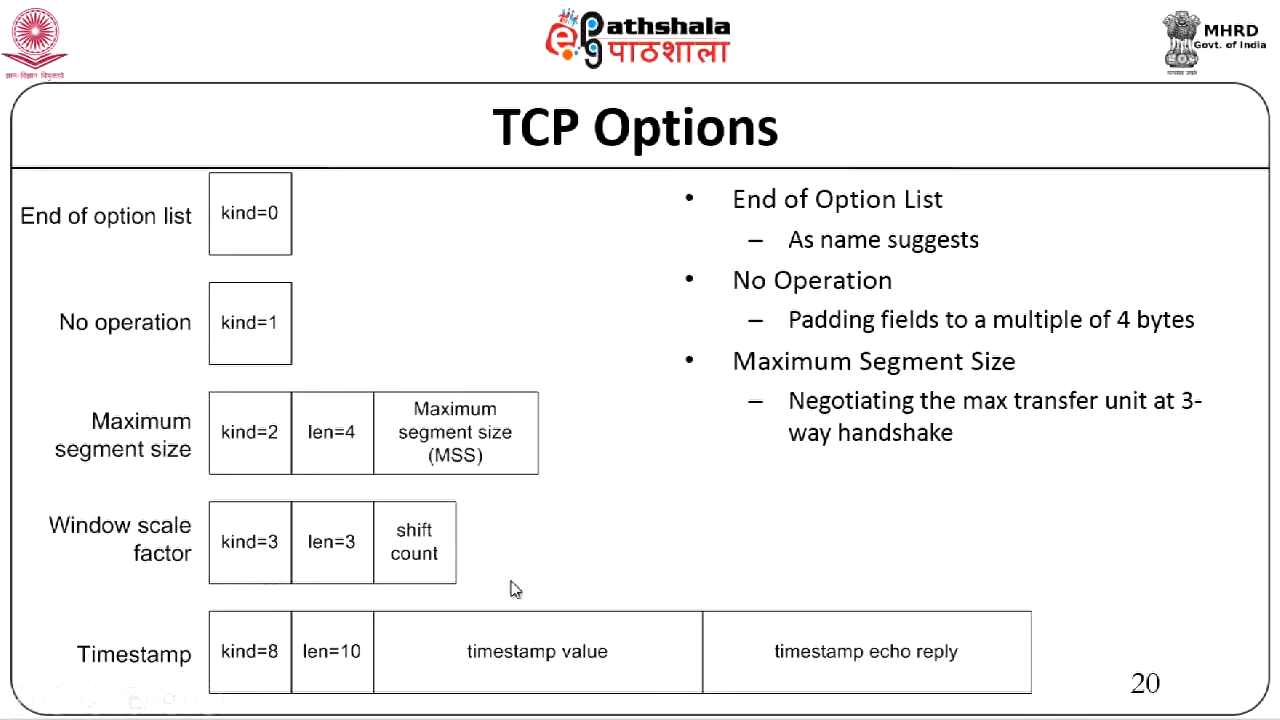 ज्ञान-विज्ञान विमुक्तये
ePathshala
पाठशाला
MHRD
Govt. of India
TCP Options
End of option list
kind=0
No operation
kind=1
Maximum
segment size
kind=2
len=4
Maximum
segment size
(MSS)
Window scale
factor
kind=3
len=3
shift
count
Timestamp
kind=8
len=10
timestamp value
timestamp echo reply
• End of Option List
– As name suggests
• No Operation
– Padding fields to a multiple of 4 bytes
• Maximum Segment Size
– Negotiating the max transfer unit at 3-
way handshake
20